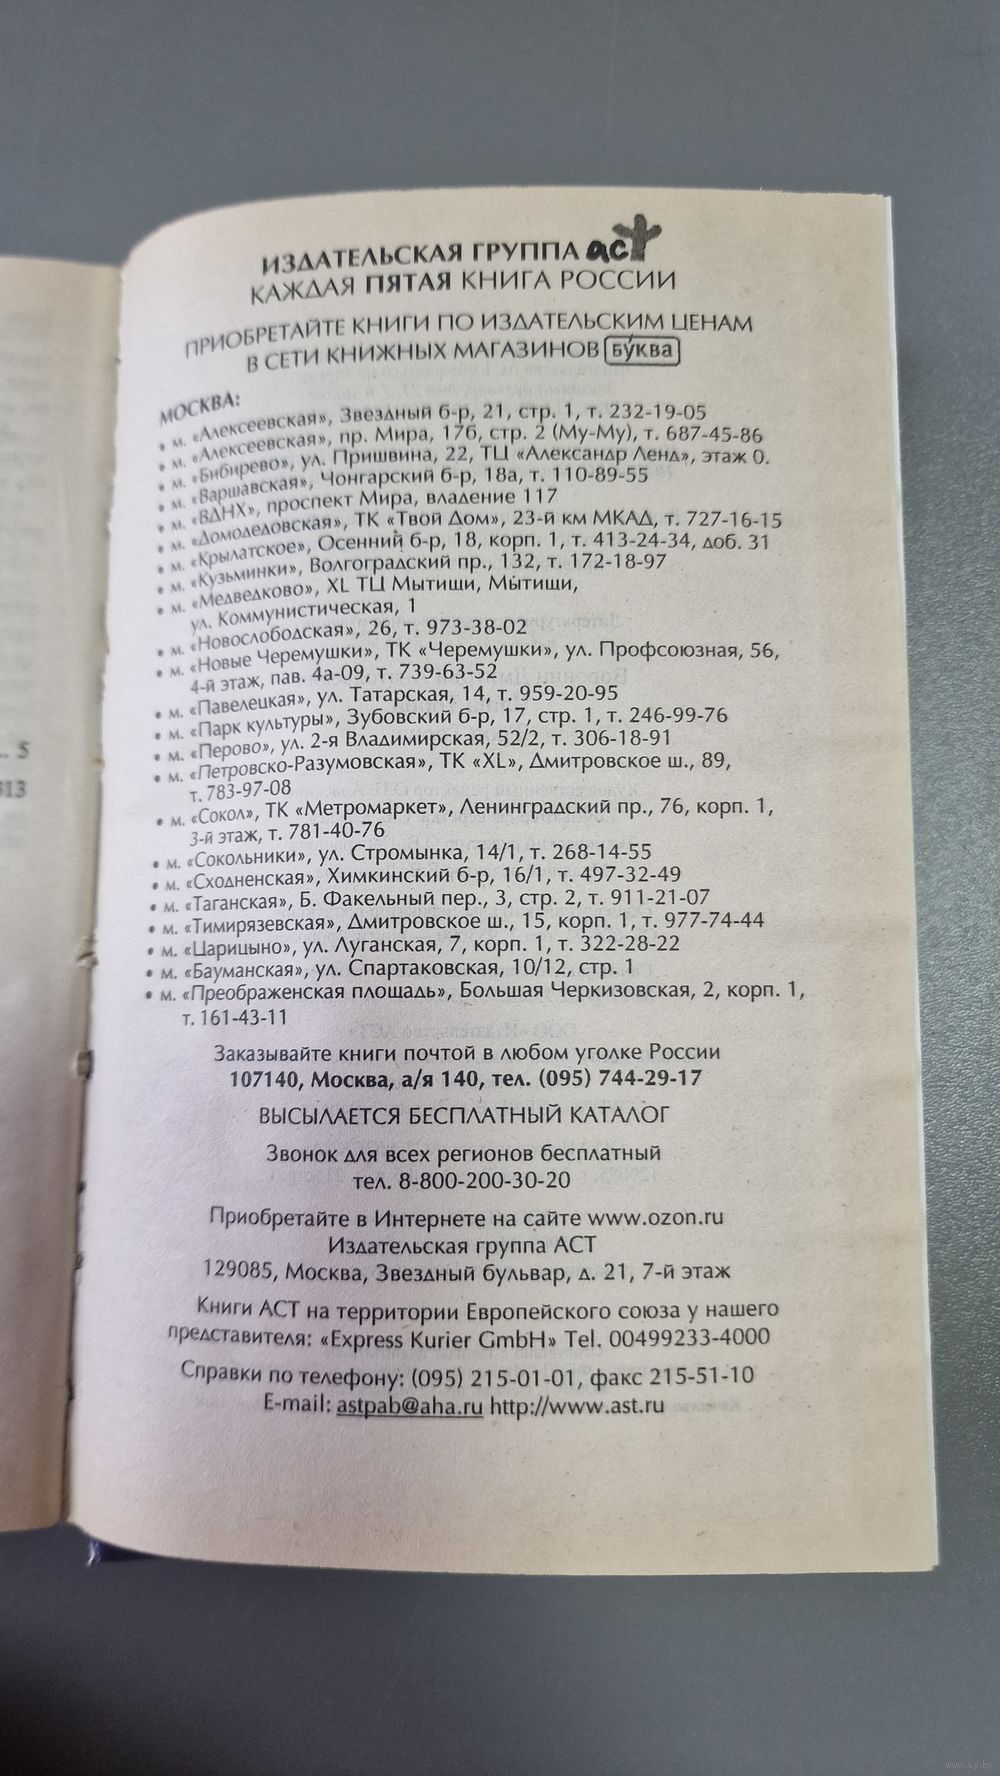 ИЗДАТЕЛЬСКАЯ ГРУППА аст
КАЖДАЯ ПЯТАЯ КНИГА РОССИИ
ПРИОБРЕТАЙТЕ КНИГИ ПО ИЗДАТЕЛЬСКИМ ЦЕНАМ
В СЕТИ КНИЖНЫХ МАГАЗИНОВ БУКВА
МОСКВА:
• м. «Алексеевская», Звездный б-р, 21, стр. 1, т. 232-19-05
• м. «Алексеевская», пр. Мира, 176, стр. 2 (Му-Му), т. 687-45-86
• м. «Бибирево», ул. Пришвина, 22, ТЦ «Александр Ленд», этаж 0.
• м. «Варшавская», Чонгарский б-р, 18а, т. 110-89-55
• м. «ВДНХ», проспект Мира, владение 117
• м. «Домодедовская», ТК «Твой Дом», 23-й км МКАД, т. 727-16-15
• м. «Крылатское», Осенний б-р, 18, корп. 1, т. 413-24-34, доб. 31
• м. «Кузьминки», Волгоградский пр., 132, т. 172-18-97
• м. «Медведково», XL ТЦ Мытищи, Мытищи,
ул. Коммунистическая, 1
• м. «Новослободская», 26, т. 973-38-02
• м. «Новые Черемушки», ТК «Черемушки», ул. Профсоюзная, 56,
4-й этаж, пав. 4а-09, т. 739-63-52
• м. «Павелецкая», ул. Татарская, 14, т. 959-20-95
• м. «Парк культуры», Зубовский б-р, 17, стр. 1, т. 246-99-76
• м. «Перово», ул. 2-я Владимирская, 52/2, т. 306-18-91
• м. «Петровско-Разумовская», ТК «XL», Дмитровское ш., 89,
т. 783-97-08
• м. «Сокол», ТК «Метромаркет», Ленинградский пр., 76, корп. 1,
3-й этаж, т. 781-40-76
• м. «Сокольники», ул. Стромынка, 14/1, т. 268-14-55
• м. «Сходненская», Химкинский б-р, 16/1, т. 497-32-49
• м. «Таганская», Б. Факельный пер., 3, стр. 2, т. 911-21-07
• м. «Тимирязевская», Дмитровское ш., 15, корп. 1, т. 977-74-44
• м. «Царицыно», ул. Луганская, 7, корп. 1, т. 322-28-22
• м. «Бауманская», ул. Спартаковская, 10/12, стр. 1
• м. «Преображенская площадь», Большая Черкизовская, 2, корп. 1,
т. 161-43-11
Заказывайте книги почтой в любом уголке России
107140, Москва, а/я 140, тел. (095) 744-29-17
ВЫСЫЛАЕТСЯ БЕСПЛАТНЫЙ КАТАЛОГ
Звонок для всех регионов бесплатный
тел. 8-800-200-30-20
Приобретайте в Интернете на сайте www.ozon.ru
Издательская группа АСТ
129085, Москва, Звездный бульвар, д. 21, 7-й этаж
Книги АСТ на территории Европейского союза у нашего
представителя: «Express Kurier GmbH» Tel. 00499233-4000
Справки по телефону: (095) 215-01-01, факс 215-51-10
E-mail: astpab@aha.ru http://www.ast.ru
.. 5
313
www.ay.by